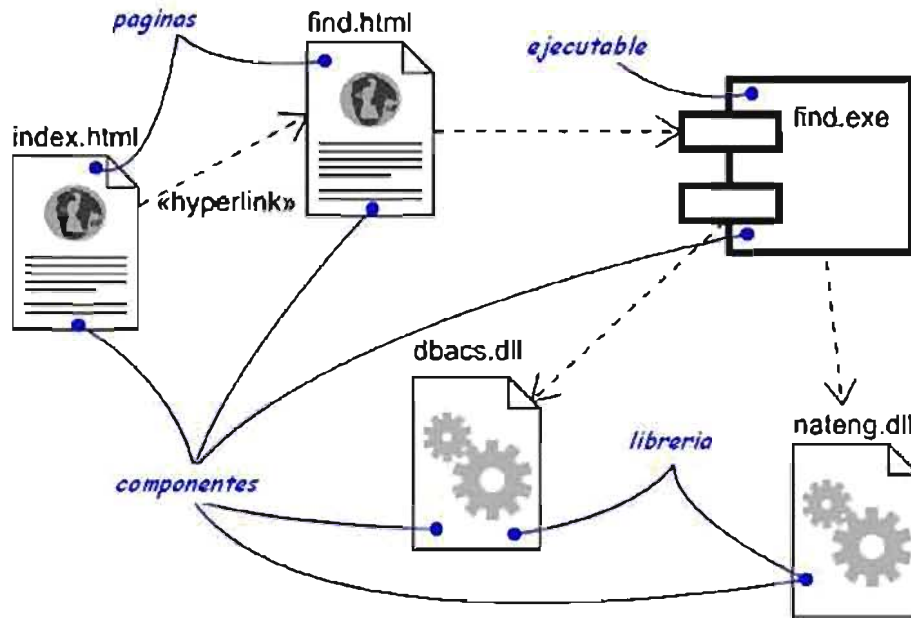 paginas
find.html
ejecutable
index.html
find.exe
«hyperlink»
dbacs.dll
nateng.dll
libreria
componentes